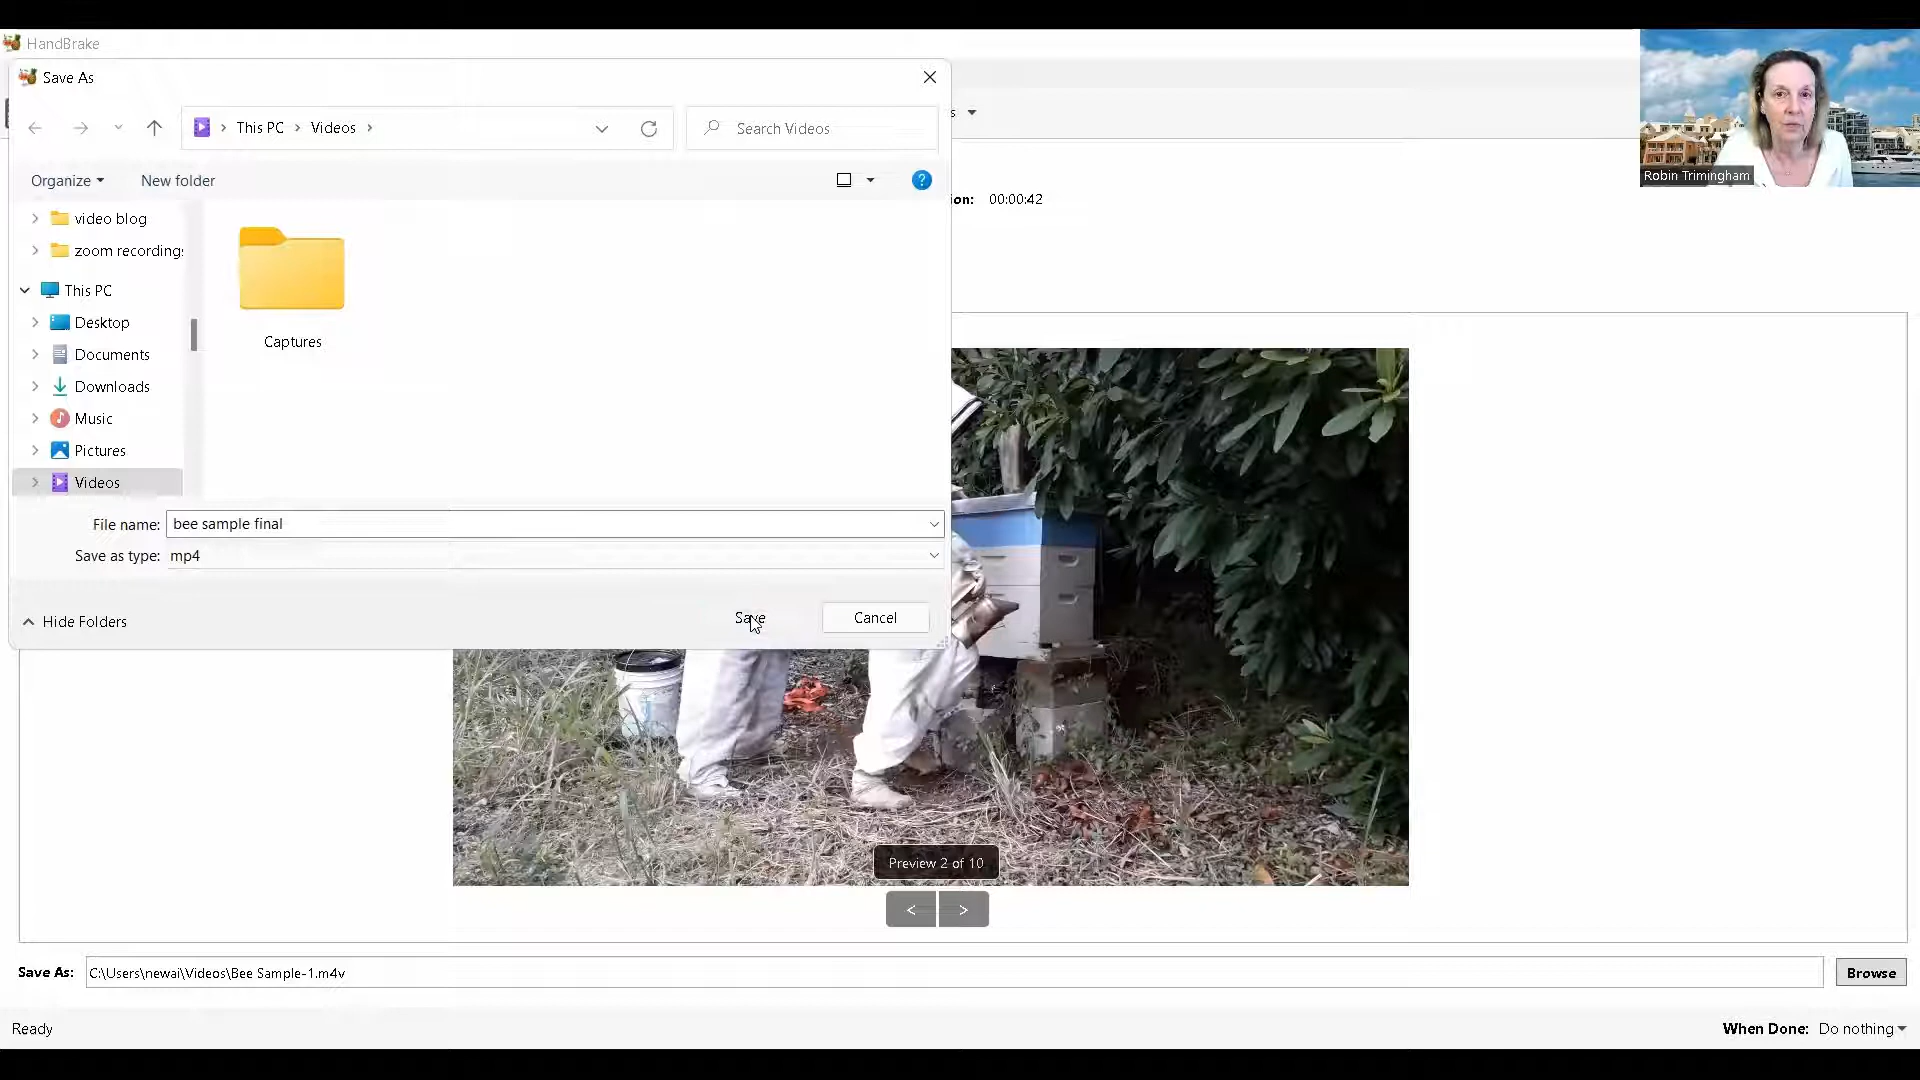 HandBrake
Save As
This PC > Videos >
Search Videos
s
Organize
New folder
ion: 00:00:42
video blog
zoom recording
This PC
Desktop
Documents
Downloads
Music
Pictures
Videos
Captures
File name: bee sample final
Save as type: mp4
Hide Folders
Save
Cancel
Robin Trimingham
Preview 2 of 10
< >
Save As: C:\Users\newai\Videos\Bee Sample-1.m4v
Browse
Ready
When Done: Do nothing